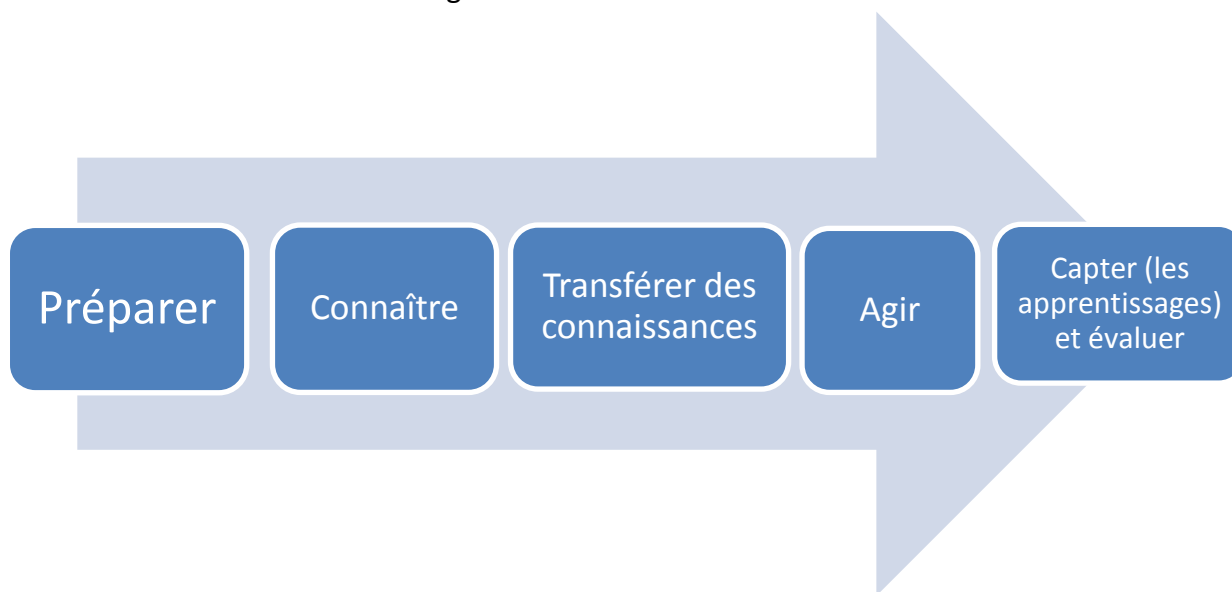 Préparer
Connaître
Transférer des
connaissances
Agir
Capter (les
apprentissages)
et évaluer